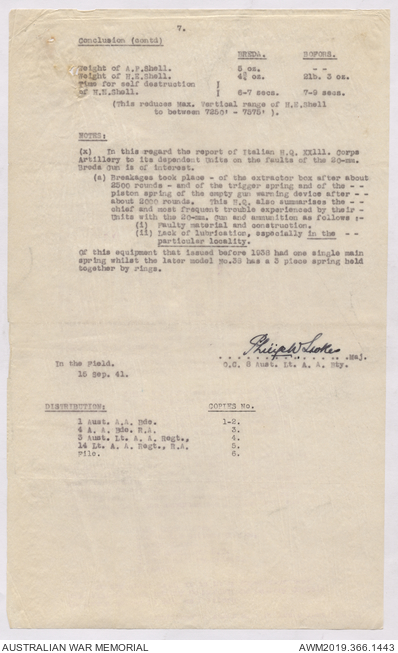 7.
Conclusion (contd)
BREDA. BOFORS.
Weight of A.P.Shell. 5 oz. --
Weight of H.E.Shell. 4¾ oz. 2lb. 3 oz.
Time for self destruction I
of H.E.Shell. I 6-7 secs. 7-9 secs.
(This reduces Max. Vertical range of H.E.Shell
to between 7250' - 7575' ).
NOTES:
(x) In this regard the report of Italian H.Q. XXlll. Corps
Artillery to its dependent Units on the faults of the 20-mm.
Breda Gun is of interest.
(a) Breakages took place - of the extractor box after about
2500 rounds - and of the trigger spring and of the - -
piston spring of the empty gun warning device after - -
about 2000 rounds. This H.Q. also summarises the - -
chief and most frequent trouble experienced by their -
Units with the 20-mm. Gun and ammunition as follows :-
(i) Faulty material and construction.
(ii) Lack of lubrication, especially in the - -
particular locality.
Of this equipment that issued before 1938 had one single main
spring whilst the later model No.38 has a 3 piece spring held
together by rings.
Philip W Stokes
. . . . . . . . . . . . . . .Maj.
In the Field. O.C. 8 Aust. Lt. A. A. Bty.
15 Sep. 41.
DISTRIBUTION: COPIES No.
1 Aust. A.A. Bde. 1-2.
4 A. A. Bde. R.A. 3.
3 Aust. Lt. A. A. Regt., 4.
14 Lt. A. A. Regt., R.A. 5.
File. 6.
AUSTRALIAN WAR MEMORIAL AWM2019.366.1443